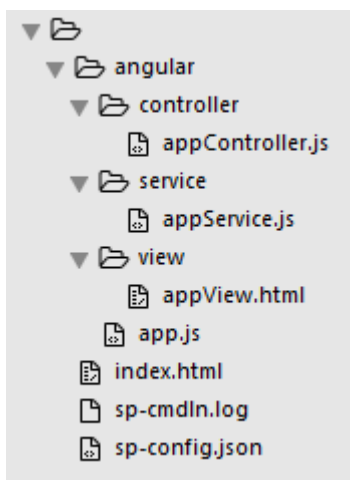 angular
controller
appController.js
service
appService.js
view
appView.html
app.js
index.html
sp-cmdln.log
sp-config.json